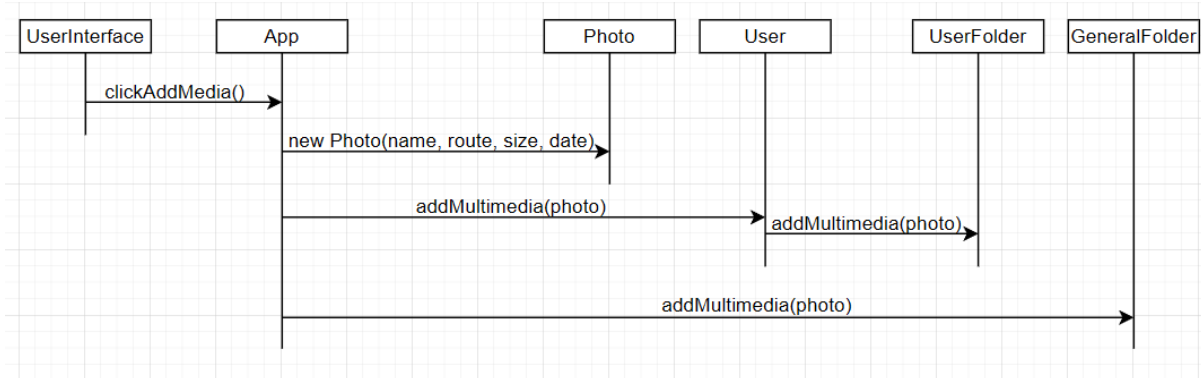 UserInterface
App
Photo
User
UserFolder
GeneralFolder
clickAddMedia()
new Photo(name, route, size, date)
addMultimedia(photo)
addMultimedia(photo)
addMultimedia(photo)